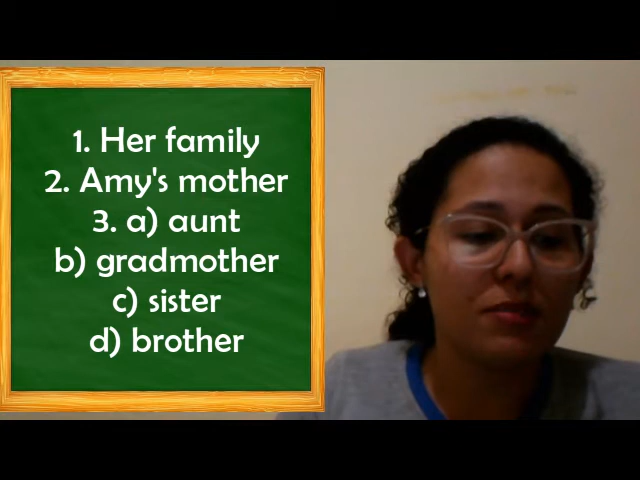 1. Her family
2. Amy's mother
3. a) aunt
b) gradmother
c) sister
d) brother